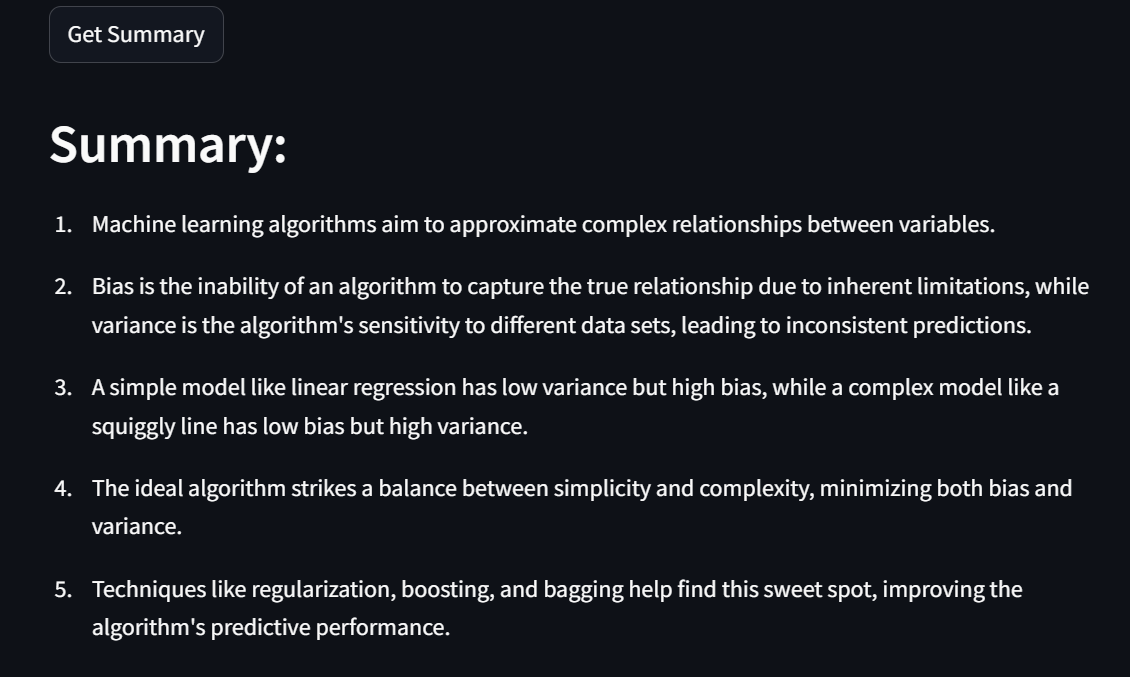 Get Summary
Summary:
1. Machine learning algorithms aim to approximate complex relationships between variables.
2. Bias is the inability of an algorithm to capture the true relationship due to inherent limitations, while
variance is the algorithm's sensitivity to different data sets, leading to inconsistent predictions.
3. A simple model like linear regression has low variance but high bias, while a complex model like a
squiggly line has low bias but high variance.
4. The ideal algorithm strikes a balance between simplicity and complexity, minimizing both bias and
variance.
5. Techniques like regularization, boosting, and bagging help find this sweet spot, improving the
algorithm's predictive performance.